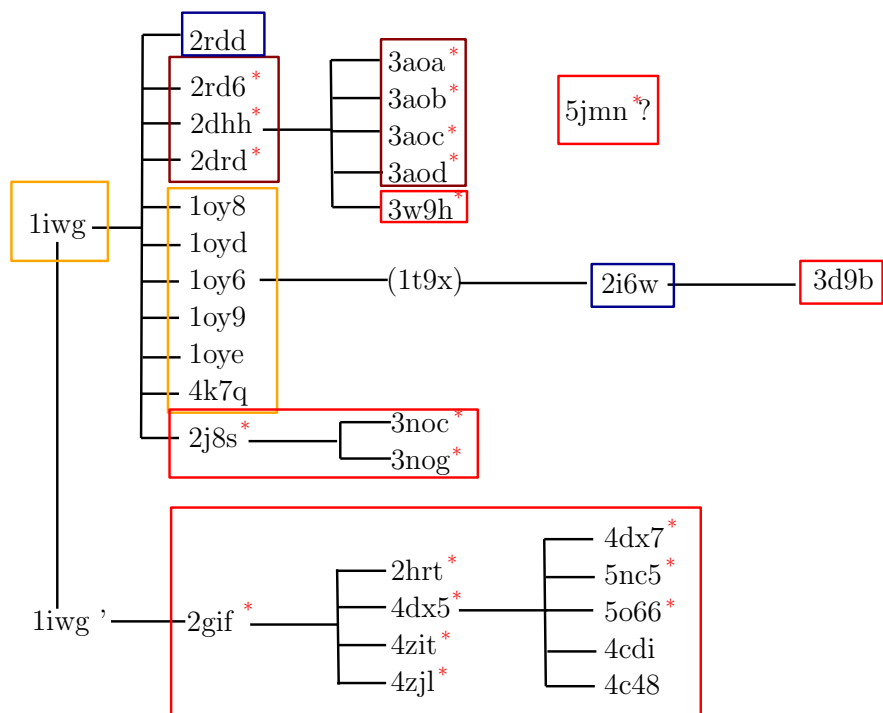 2rdd
2rd6*
2dhh*
2drd*
3aoa*
3aob*
3aoc*
3aod*
3w9h*
5jmn*?
1iwg
1oy8
1oyd
1oy6
1oy9
1oye
4k7q
(1t9x)
2i6w
3d9b
2j8s*
3noc*
3nog*
1iwg '
2gif *
2hrt*
4dx5*
4zit*
4zjl*
4dx7*
5nc5*
5o66*
4cdi
4c48